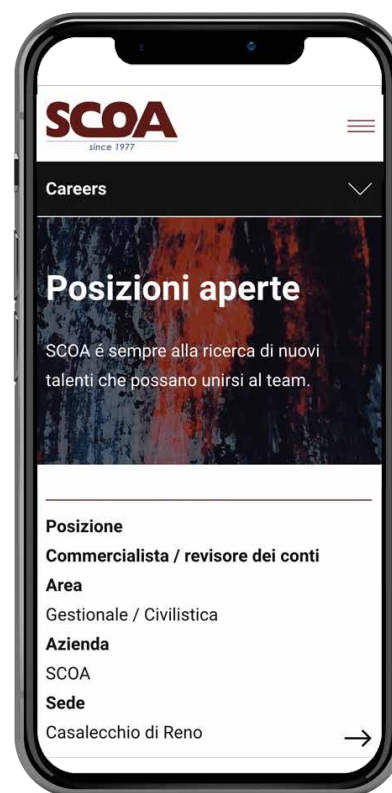 SCOA
since 1977
Careers
Posizioni aperte
SCOA é sempre alla ricerca di nuovi
talenti che possano unirsi al team.
Posizione
Commercialista / revisore dei conti
Area
Gestionale / Civilistica
Azienda
SCOA
Sede
Casalecchio di Reno